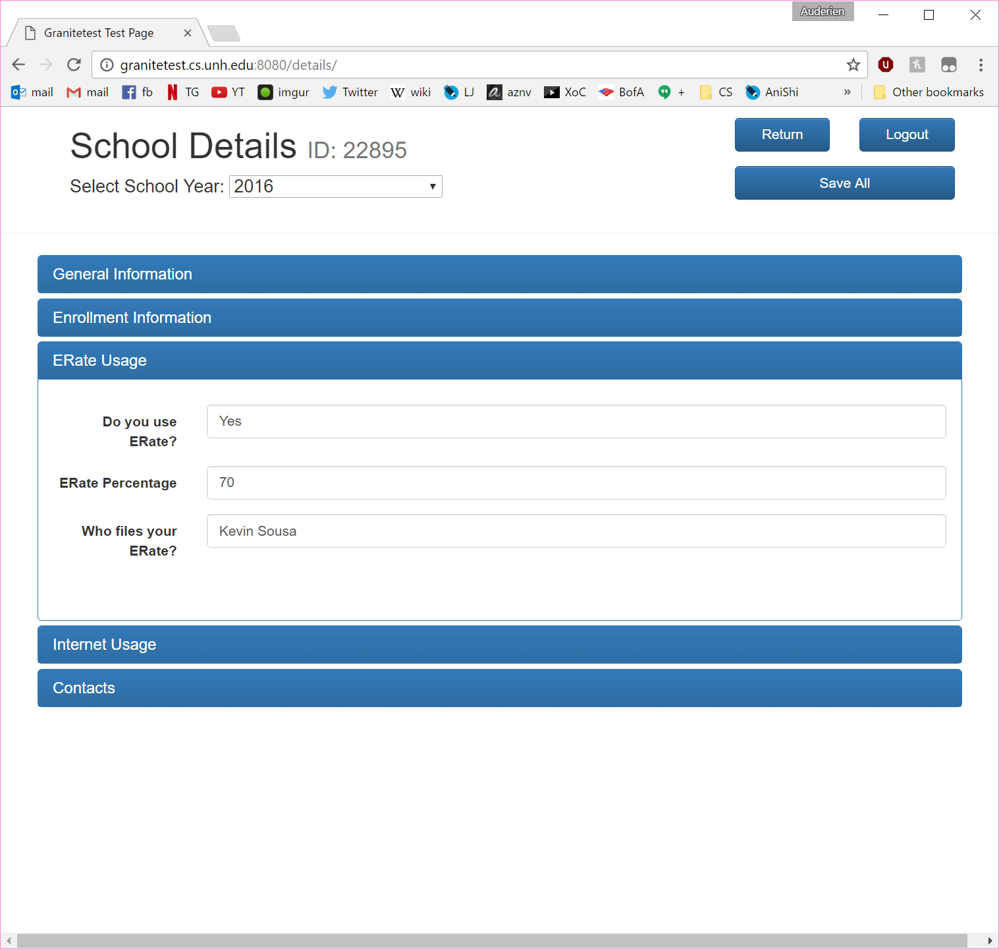 Auderien
Granitetest Test Page
granitetest.cs.unh.edu:8080/details/
mail mail fb TG YT imgur Twitter W wiki LJ a aznv XoC BofA + CS AniShi » Other bookmarks
School Details ID: 22895
Return Logout
Select School Year: 2016
Save All
General Information
Enrollment Information
ERate Usage
Do you use
ERate?
Yes
ERate Percentage 70
Who files your
ERate?
Kevin Sousa
Internet Usage
Contacts